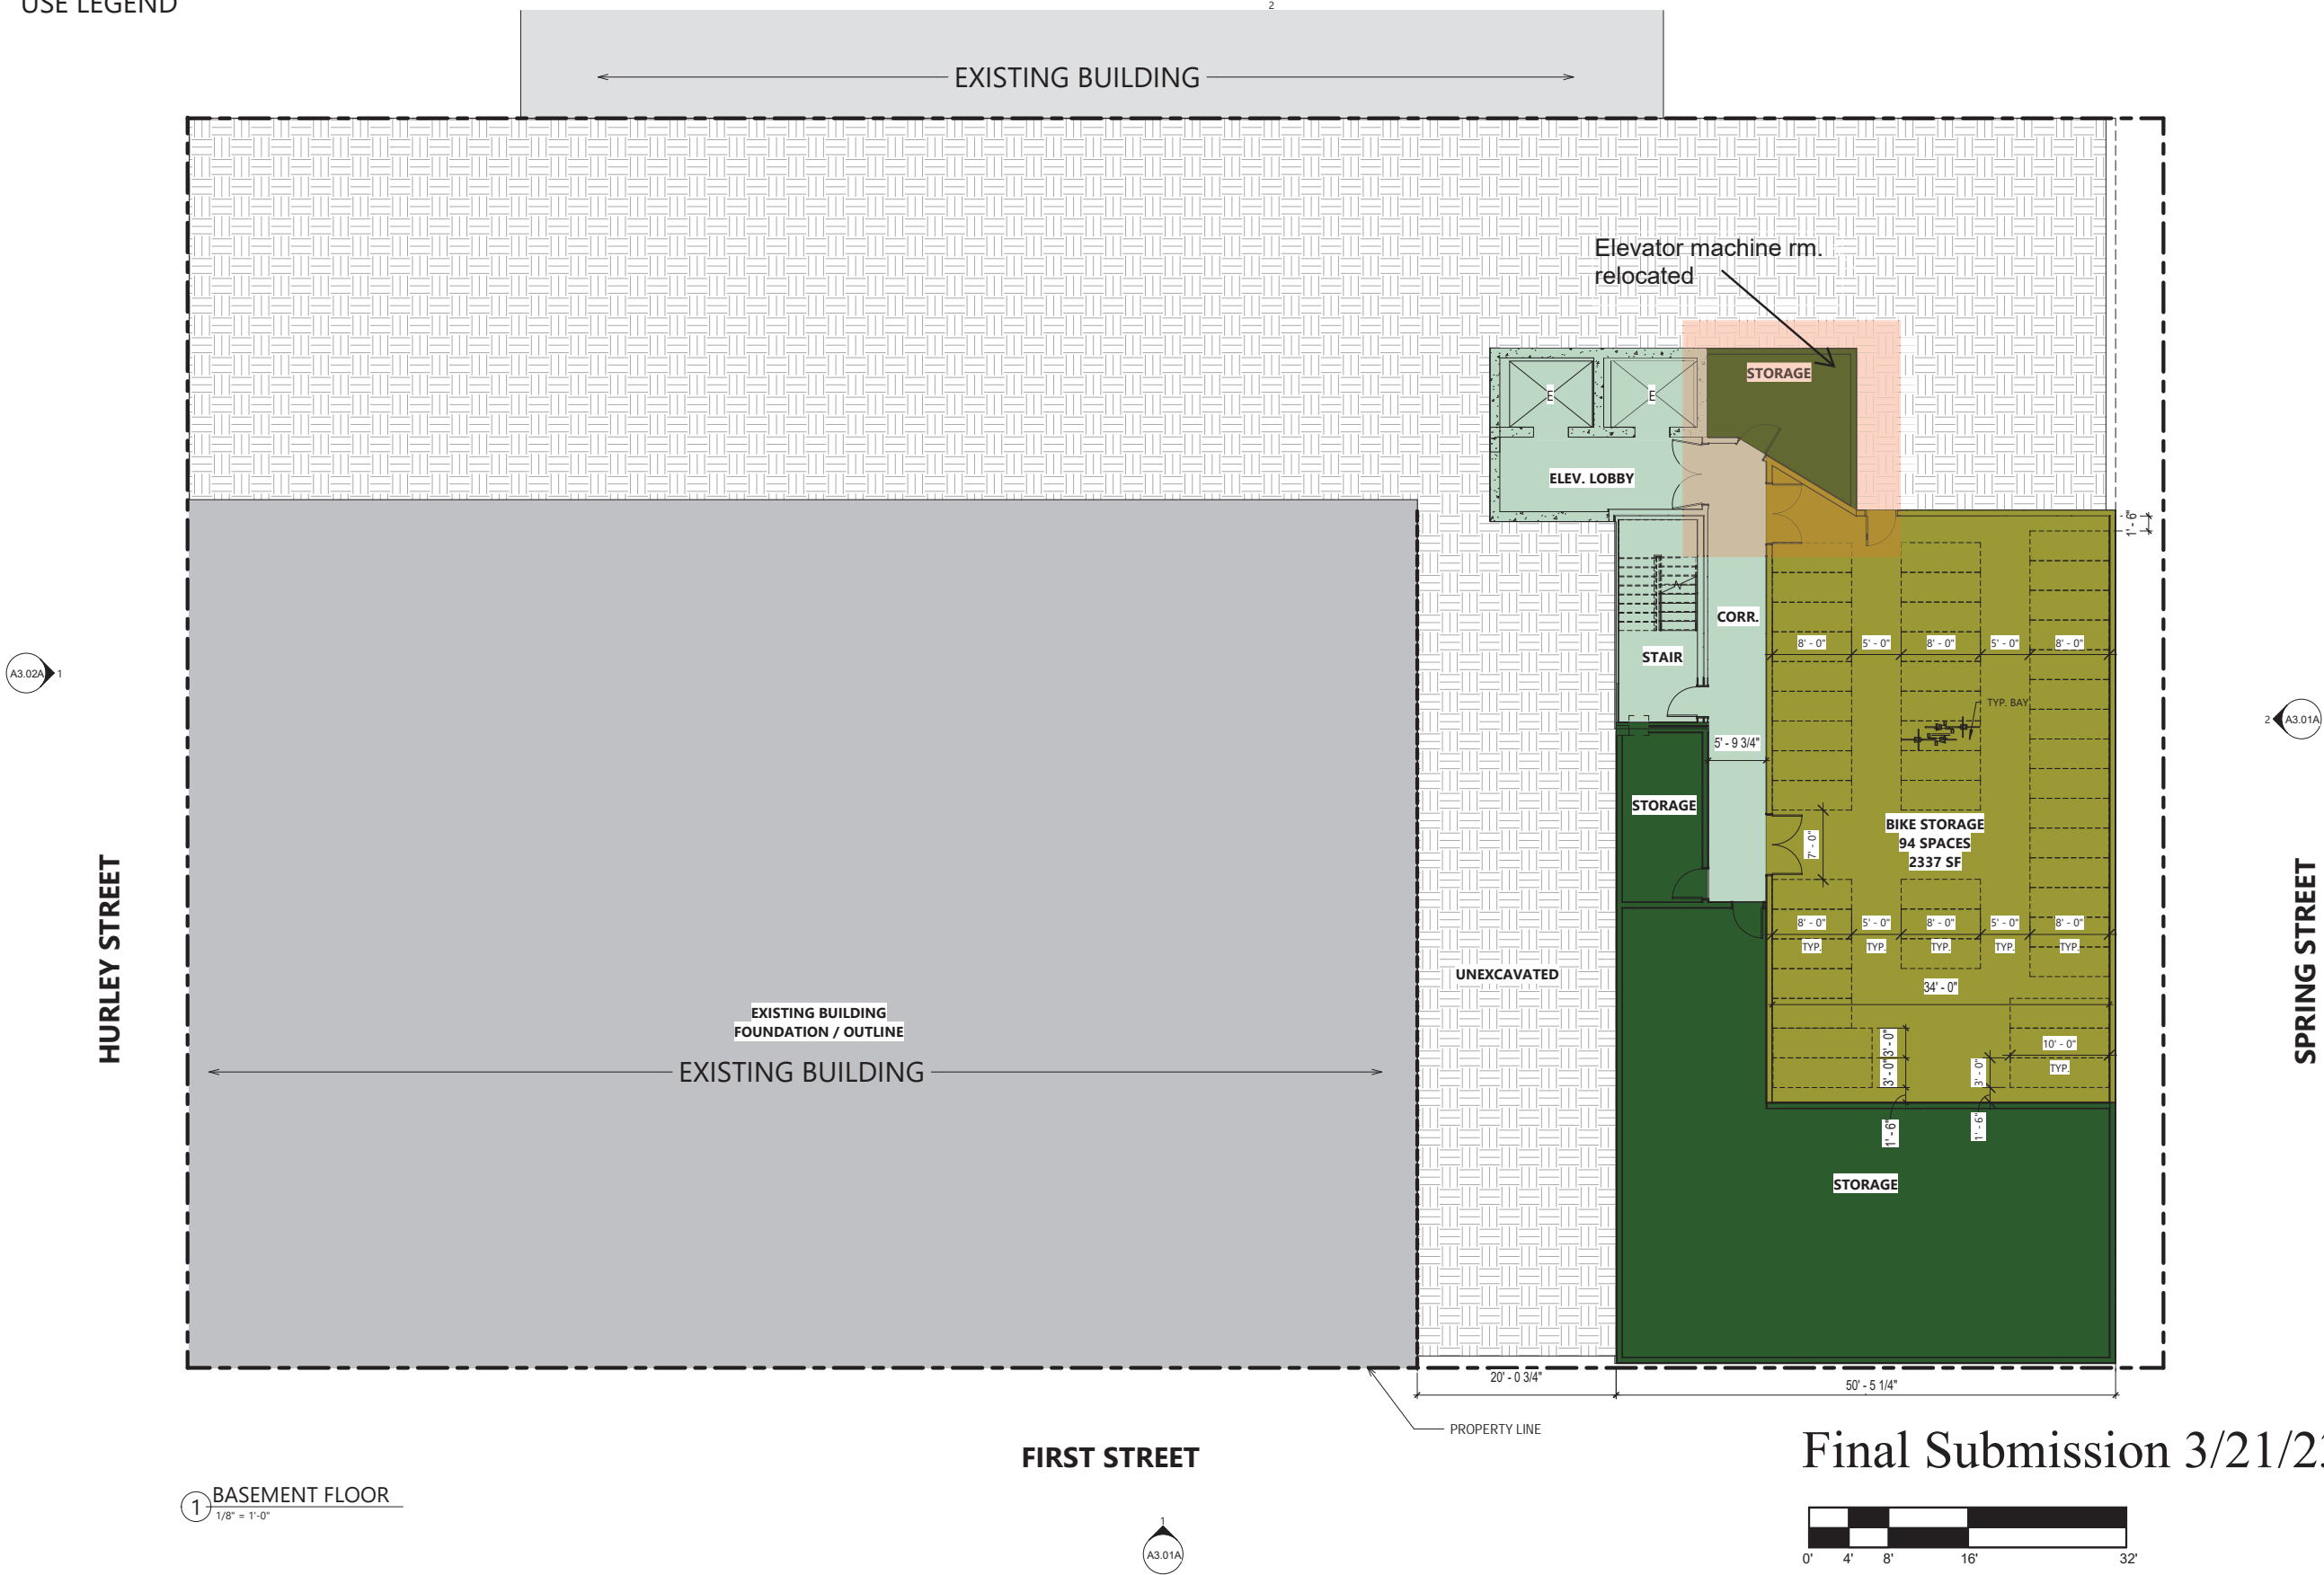 USE LEGEND
2
EXISTING BUILDING
Elevator machine rm.
relocated
STORAGE
E
E
ELEV. LOBBY
1' - 6"
CORR.
8' - 0"
5' - 0"
8' - 0"
5' - 0"
8' - 0"
STAIR
A3.02A
1
TYP. BAY
2
A3.01A
5' - 9 3/4"
STORAGE
BIKE STORAGE
94 SPACES
2337 SF
7' - 0"
HURLEY STREET
SPRING STREET
8' - 0"
5' - 0"
8' - 0"
5' - 0"
8' - 0"
TYP.
TYP.
TYP.
TYP.
TYP.
UNEXCAVATED
34' - 0"
EXISTING BUILDING
FOUNDATION / OUTLINE
EXISTING BUILDING
3' - 0"
3' - 0"
3' - 0"
10' - 0"
TYP.
1' - 6"
1' - 6"
STORAGE
20' - 0 3/4"
50' - 5 1/4"
PROPERTY LINE
FIRST STREET
Final Submission 3/21/2
1
BASEMENT FLOOR
1/8" = 1'-0"
1
A3.01A
0'
4'
8'
16'
32'